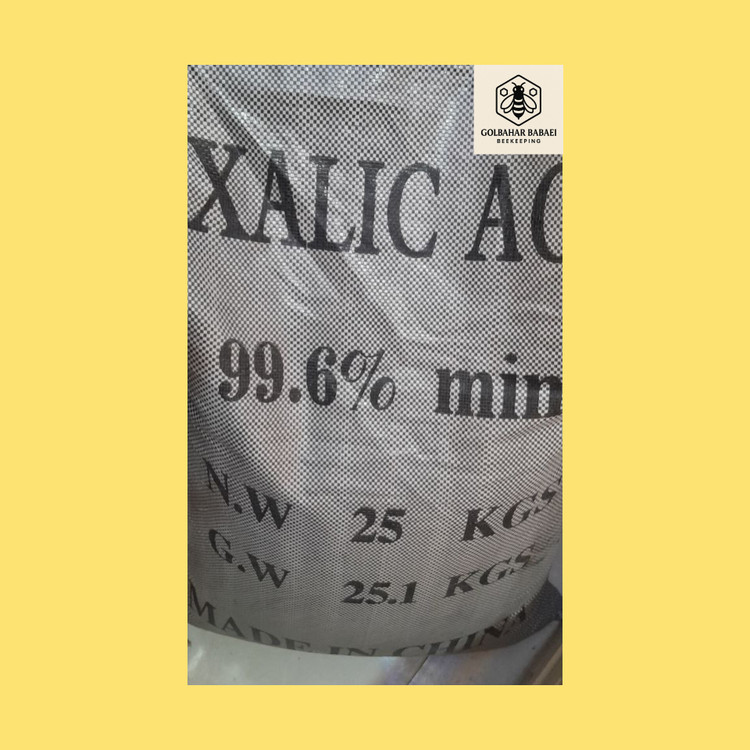 GOLBAHAR BABAEI
BEEKEEPING
XALIC AC
99.6% min
N.W 25 KGS
G.W 25.1 KGS
MADE IN CHINA